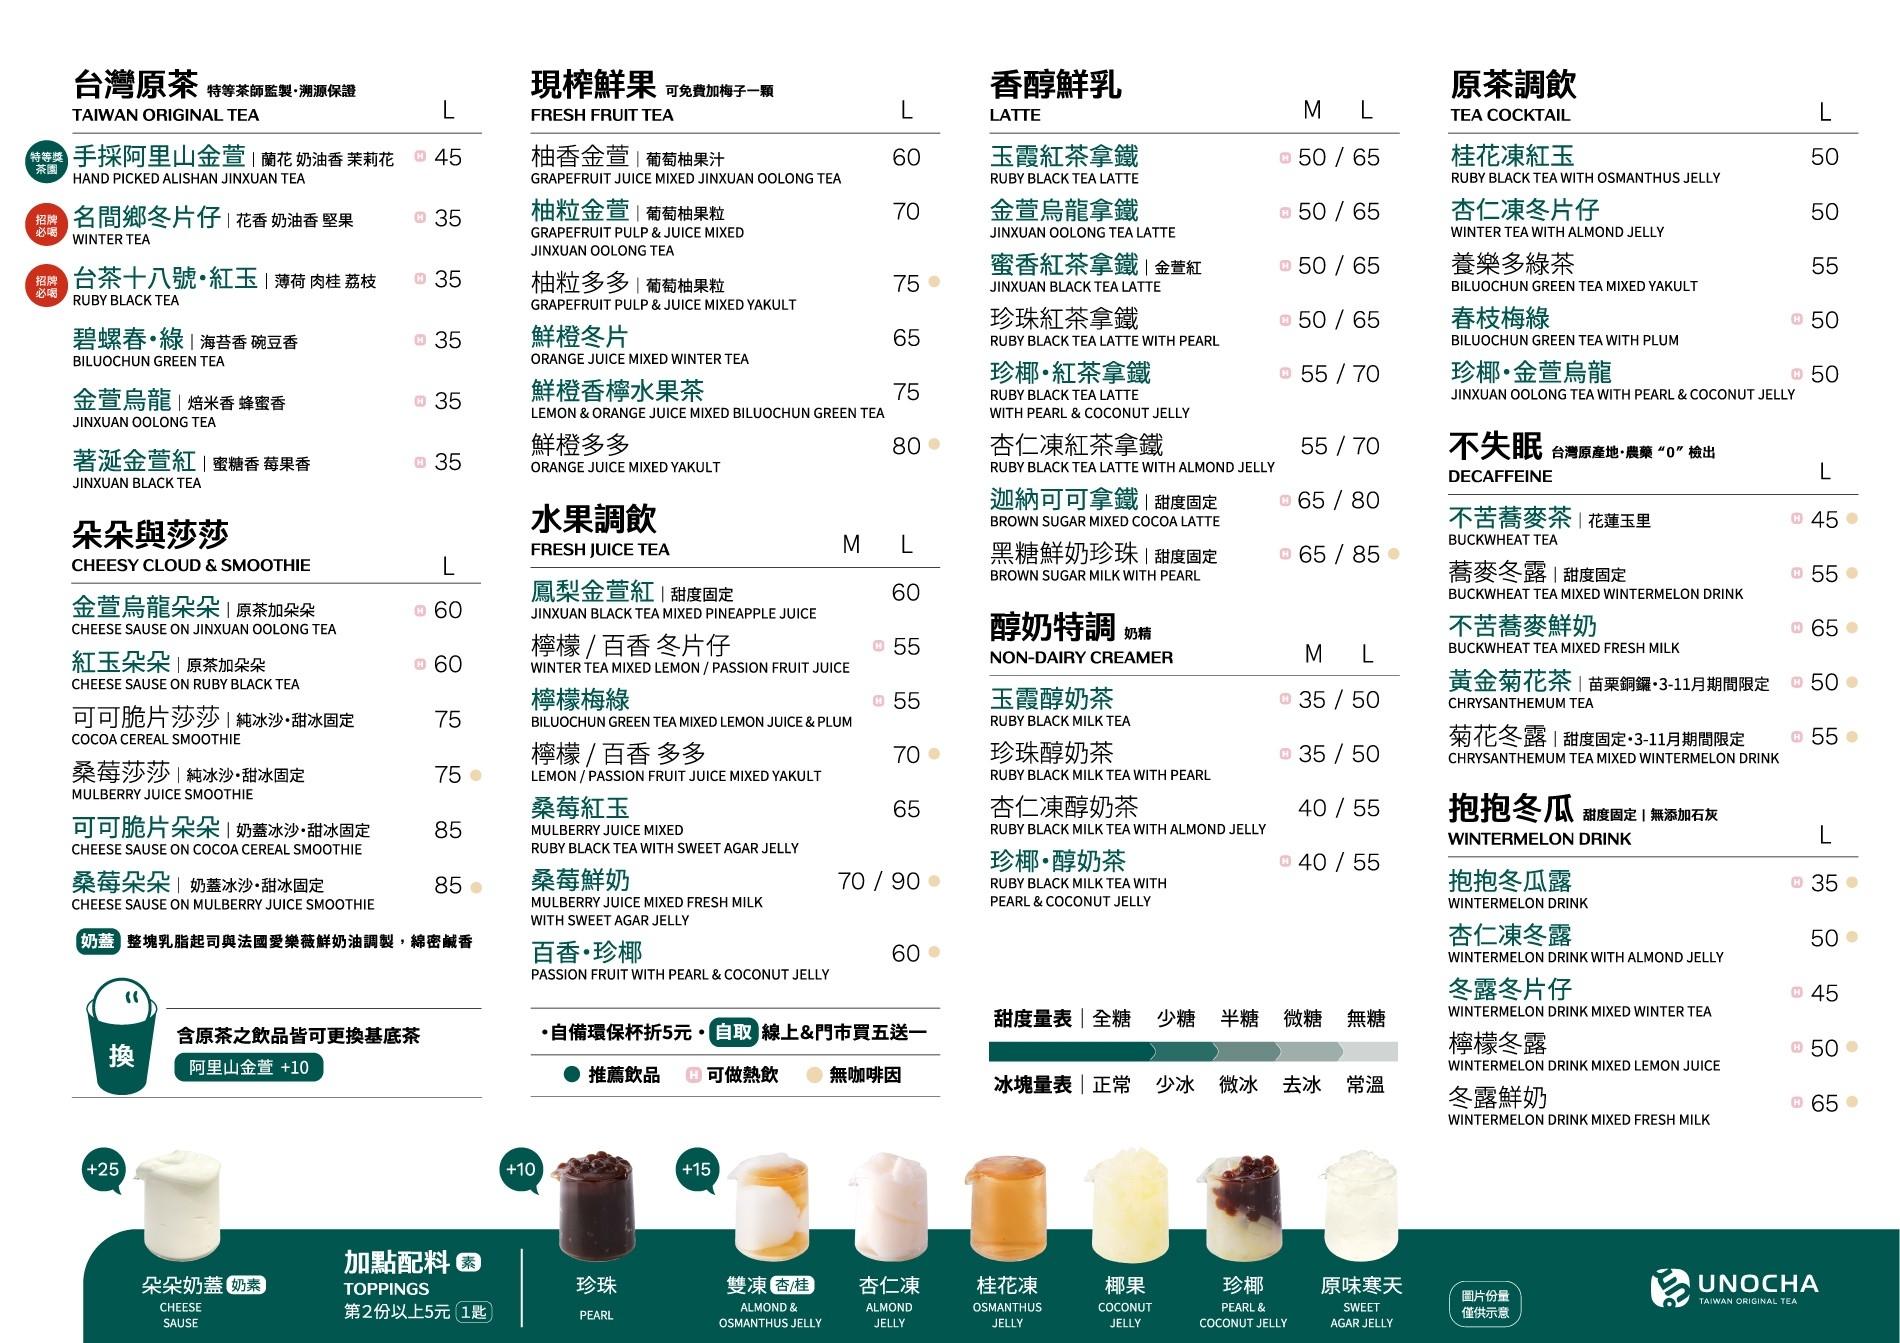 台灣原茶 特等茶師監製·溯源保證
TAIWAN ORIGINAL TEA L
特等獎
茶園
手採阿里山金萱 | 蘭花 奶油香 茉莉花 H 45
HAND PICKED ALISHAN JINXUAN TEA
招牌
必喝
名間鄉冬片仔 | 花香 奶油香 堅果 H 35
WINTER TEA
招牌
必喝
台茶十八號·紅玉 | 薄荷 肉桂 荔枝 H 35
RUBY BLACK TEA
碧螺春·綠 | 海苔香 碗豆香 H 35
BILUOCHUN GREEN TEA
金萱烏龍 | 焙米香 蜂蜜香 H 35
JINXUAN OOLONG TEA
著涎金萱紅 | 蜜糖香 莓果香 H 35
JINXUAN BLACK TEA
朵朵與莎莎
CHEESY CLOUD & SMOOTHIE L
金萱烏龍朵朵 | 原茶加朵朵 H 60
CHEESE SAUSE ON JINXUAN OOLONG TEA
紅玉朵朵 | 原茶加朵朵 H 60
CHEESE SAUSE ON RUBY BLACK TEA
可可脆片莎莎 | 純冰沙·甜冰固定 75
COCOA CEREAL SMOOTHIE
桑莓莎莎 | 純冰沙·甜冰固定 75
MULBERRY JUICE SMOOTHIE
可可脆片朵朵 | 奶蓋冰沙·甜冰固定 85
CHEESE SAUSE ON COCOA CEREAL SMOOTHIE
桑莓朵朵 | 奶蓋冰沙·甜冰固定 85
CHEESE SAUSE ON MULBERRY JUICE SMOOTHIE
奶蓋 整塊乳脂起司與法國愛樂薇鮮奶油調製，綿密鹹香
換
含原茶之飲品皆可更換基底茶
阿里山金萱 +10
現榨鮮果 可免費加梅子一顆
FRESH FRUIT TEA L
柚香金萱 | 葡萄柚果汁 60
GRAPEFRUIT JUICE MIXED JINXUAN OOLONG TEA
柚粒金萱 | 葡萄柚果粒 70
GRAPEFRUIT PULP & JUICE MIXED
JINXUAN OOLONG TEA
柚粒多多 | 葡萄柚果粒 75
GRAPEFRUIT PULP & JUICE MIXED YAKULT
鮮橙冬片 65
ORANGE JUICE MIXED WINTER TEA
鮮橙香檸水果茶 75
LEMON & ORANGE JUICE MIXED BILUOCHUN GREEN TEA
鮮橙多多 80
ORANGE JUICE MIXED YAKULT
水果調飲
FRESH JUICE TEA M L
鳳梨金萱紅 | 甜度固定 60
JINXUAN BLACK TEA MIXED PINEAPPLE JUICE
檸檬 / 百香 冬片仔 H 55
WINTER TEA MIXED LEMON / PASSION FRUIT JUICE
檸檬梅綠 H 55
BILUOCHUN GREEN TEA MIXED LEMON JUICE & PLUM
檸檬 / 百香 多多 70
LEMON / PASSION FRUIT JUICE MIXED YAKULT
桑莓紅玉 65
MULBERRY JUICE MIXED
RUBY BLACK TEA WITH SWEET AGAR JELLY
桑莓鮮奶 70 / 90
MULBERRY JUICE MIXED FRESH MILK
WITH SWEET AGAR JELLY
百香·珍椰 60
PASSION FRUIT WITH PEARL & COCONUT JELLY
·自備環保杯折5元·自取 線上&門市買五送一
推薦飲品 H 可做熱飲 無咖啡因
香醇鮮乳
LATTE M L
玉霞紅茶拿鐵 H 50 / 65
RUBY BLACK TEA LATTE
金萱烏龍拿鐵 H 50 / 65
JINXUAN OOLONG TEA LATTE
蜜香紅茶拿鐵 | 金萱紅 H 50 / 65
JINXUAN BLACK TEA LATTE
珍珠紅茶拿鐵 H 50 / 65
RUBY BLACK TEA LATTE WITH PEARL
珍椰·紅茶拿鐵 H 55 / 70
RUBY BLACK TEA LATTE
WITH PEARL & COCONUT JELLY
杏仁凍紅茶拿鐵 55 / 70
RUBY BLACK TEA LATTE WITH ALMOND JELLY
迦納可可拿鐵 | 甜度固定 H 65 / 80
BROWN SUGAR MIXED COCOA LATTE
黑糖鮮奶珍珠 | 甜度固定 H 65 / 85
BROWN SUGAR MILK WITH PEARL
醇奶特調 奶精
NON-DAIRY CREAMER M L
玉霞醇奶茶 H 35 / 50
RUBY BLACK MILK TEA
珍珠醇奶茶 H 35 / 50
RUBY BLACK MILK TEA WITH PEARL
杏仁凍醇奶茶 40 / 55
RUBY BLACK MILK TEA WITH ALMOND JELLY
珍椰·醇奶茶 H 40 / 55
RUBY BLACK MILK TEA WITH
PEARL & COCONUT JELLY
甜度量表 | 全糖 少糖 半糖 微糖 無糖
冰塊量表 | 正常 少冰 微冰 去冰 常溫
原茶調飲
TEA COCKTAIL L
桂花凍紅玉 50
RUBY BLACK TEA WITH OSMANTHUS JELLY
杏仁凍冬片仔 50
WINTER TEA WITH ALMOND JELLY
養樂多綠茶 55
BILUOCHUN GREEN TEA MIXED YAKULT
春枝梅綠 H 50
BILUOCHUN GREEN TEA WITH PLUM
珍椰·金萱烏龍 H 50
JINXUAN OOLONG TEA WITH PEARL & COCONUT JELLY
不失眠 台灣原產地·農藥 “0” 檢出
DECAFFEINE L
不苦蕎麥茶 | 花蓮玉里 H 45
BUCKWHEAT TEA
蕎麥冬露 | 甜度固定 H 55
BUCKWHEAT TEA MIXED WINTERMELON DRINK
不苦蕎麥鮮奶 H 65
BUCKWHEAT TEA MIXED FRESH MILK
黃金菊花茶 | 苗栗銅鑼·3-11月期間限定 H 50
CHRYSANTHEMUM TEA
菊花冬露 | 甜度固定·3-11月期間限定 H 55
CHRYSANTHEMUM TEA MIXED WINTERMELON DRINK
抱抱冬瓜 甜度固定 | 無添加石灰
WINTERMELON DRINK L
抱抱冬瓜露 H 35
WINTERMELON DRINK
杏仁凍冬露 50
WINTERMELON DRINK WITH ALMOND JELLY
冬露冬片仔 H 45
WINTERMELON DRINK MIXED WINTER TEA
檸檬冬露 H 50
WINTERMELON DRINK MIXED LEMON JUICE
冬露鮮奶 H 65
WINTERMELON DRINK MIXED FRESH MILK
+25
朵朵奶蓋 奶素
CHEESE
SAUSE
加點配料 素
TOPPINGS
第2份以上5元 1匙
+10
珍珠
PEARL
+15
雙凍 杏/桂
ALMOND &
OSMANTHUS JELLY
杏仁凍
ALMOND
JELLY
桂花凍
OSMANTHUS
JELLY
椰果
COCONUT
JELLY
珍椰
PEARL &
COCONUT JELLY
原味寒天
SWEET
AGAR JELLY
圖片份量
僅供示意
UNOCHA
TAIWAN ORIGINAL TEA